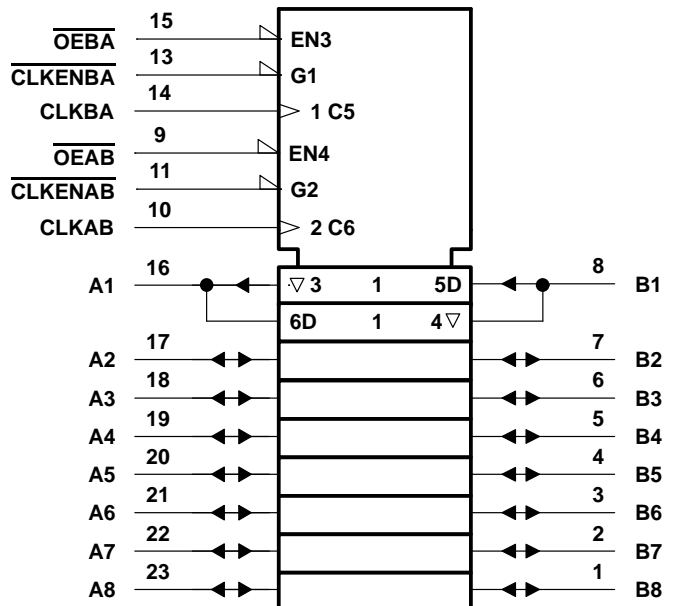 OEBA 15 EN3
CLKENBA 13 G1
CLKBA 14 1 C5
OEAB 9 EN4
CLKENAB 11 G2
CLKAB 10 2 C6
A1 16 ▽ 3 1 5D 8 B1
6D 1 4 ▽
A2 17 7 B2
A3 18 6 B3
A4 19 5 B4
A5 20 4 B5
A6 21 3 B6
A7 22 2 B7
A8 23 1 B8